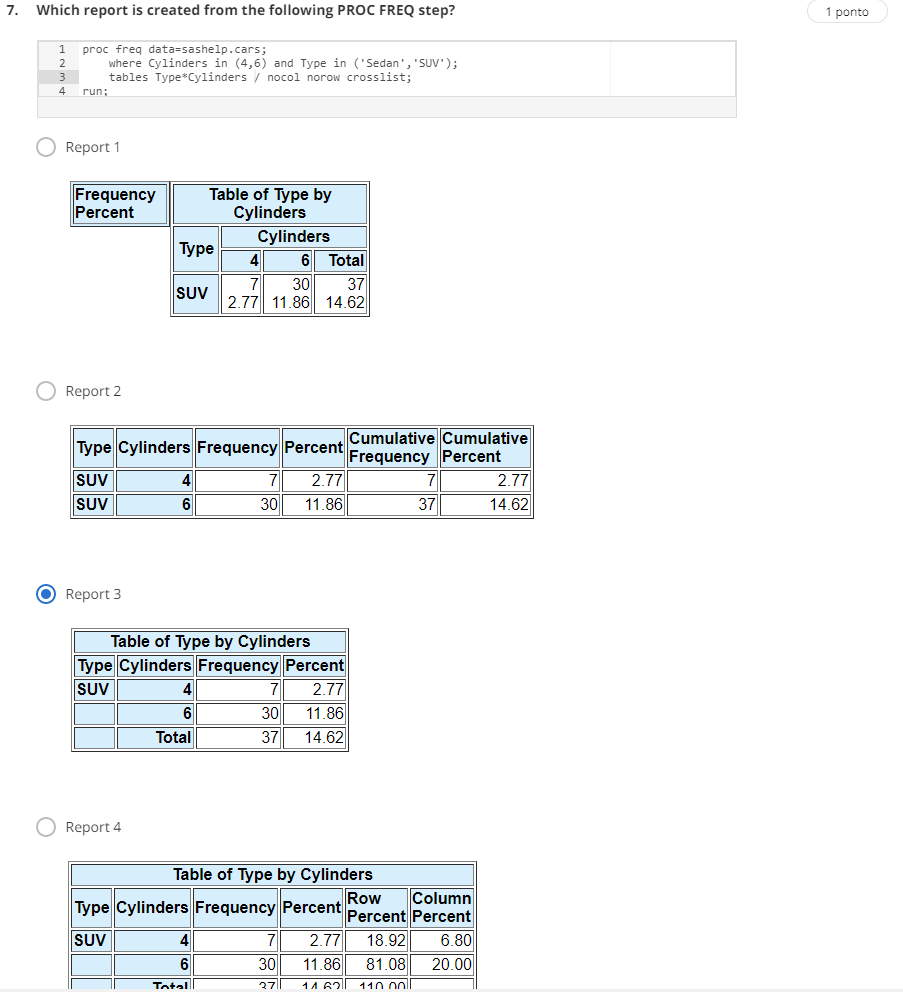 7. Which report is created from the following PROC FREQ step?
1 ponto
1 proc freq data=sashelp.cars;
2 where Cylinders in (4,6) and Type in ('Sedan','SUV');
3 tables Type*Cylinders / nocol norow crosslist;
4 run;
Report 1
Frequency
Percent
Table of Type by
Cylinders
Type
Cylinders
4 6 Total
SUV
7 30 37
2.77 11.86 14.62
Report 2
Type Cylinders Frequency Percent Cumulative Frequency Cumulative Percent
SUV 4 7 2.77 7 2.77
SUV 6 30 11.86 37 14.62
Report 3
Table of Type by Cylinders
Type Cylinders Frequency Percent
SUV 4 7 2.77
6 30 11.86
Total 37 14.62
Report 4
Table of Type by Cylinders
Type Cylinders Frequency Percent Row Percent Column Percent
SUV 4 7 2.77 18.92 6.80
6 30 11.86 81.08 20.00
Total 37 14.62